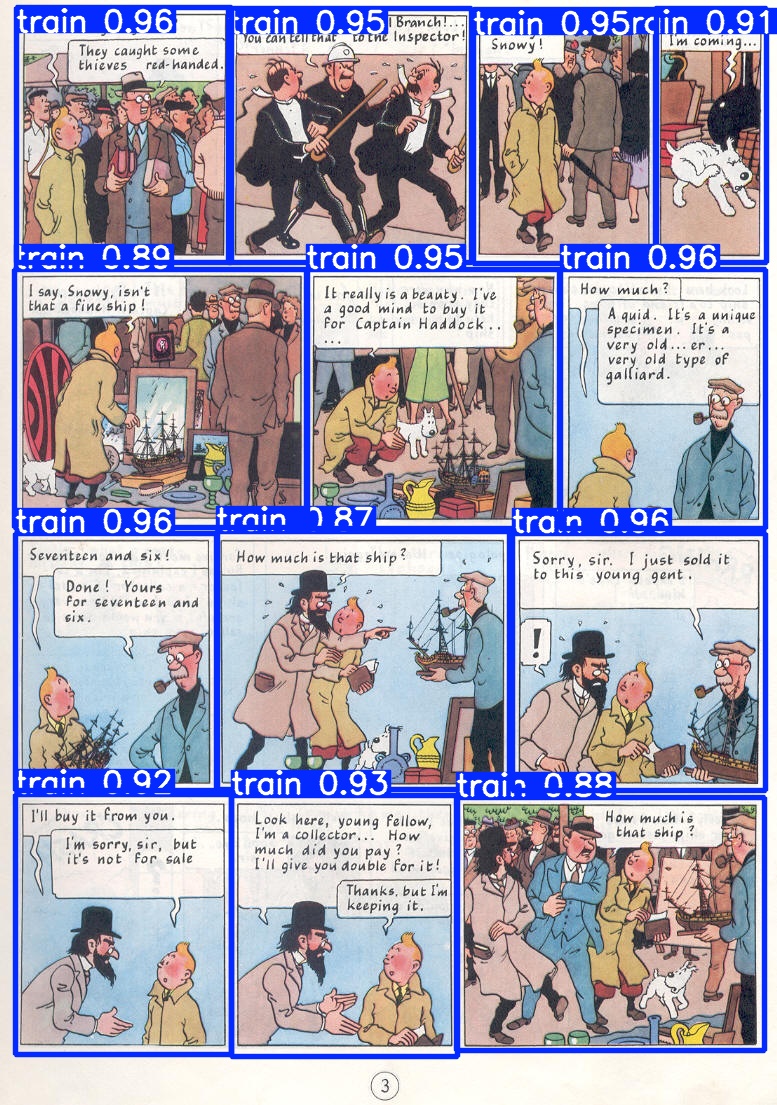 train 0.96
They caught some
thieves red-handed.
train 0.95
Branch!...
You can tell that to the Inspector!
train 0.95
Snowy!
train 0.91
I'm coming...
train 0.89
I say, Snowy, isn't
that a fine ship!
train 0.95
It really is a beauty. I've
a good mind to buy it
for Captain Haddock..
...
train 0.96
How much?
A quid. It's a unique
specimen. It's a
very old...er...
very old type of
galliard.
train 0.96
Seventeen and six!
Done! Yours
for seventeen and
six.
train 0.87
How much is that ship?
train 0.96
Sorry, sir. I just sold it
to this young gent.
!
train 0.92
I'll buy it from you.
I'm sorry, sir, but
it's not for sale
train 0.93
Look here, young fellow,
I'm a collector... How
much did you pay?
I'll give you double for it!
Thanks, but I'm
keeping it.
train 0.88
How much is
that ship?
3